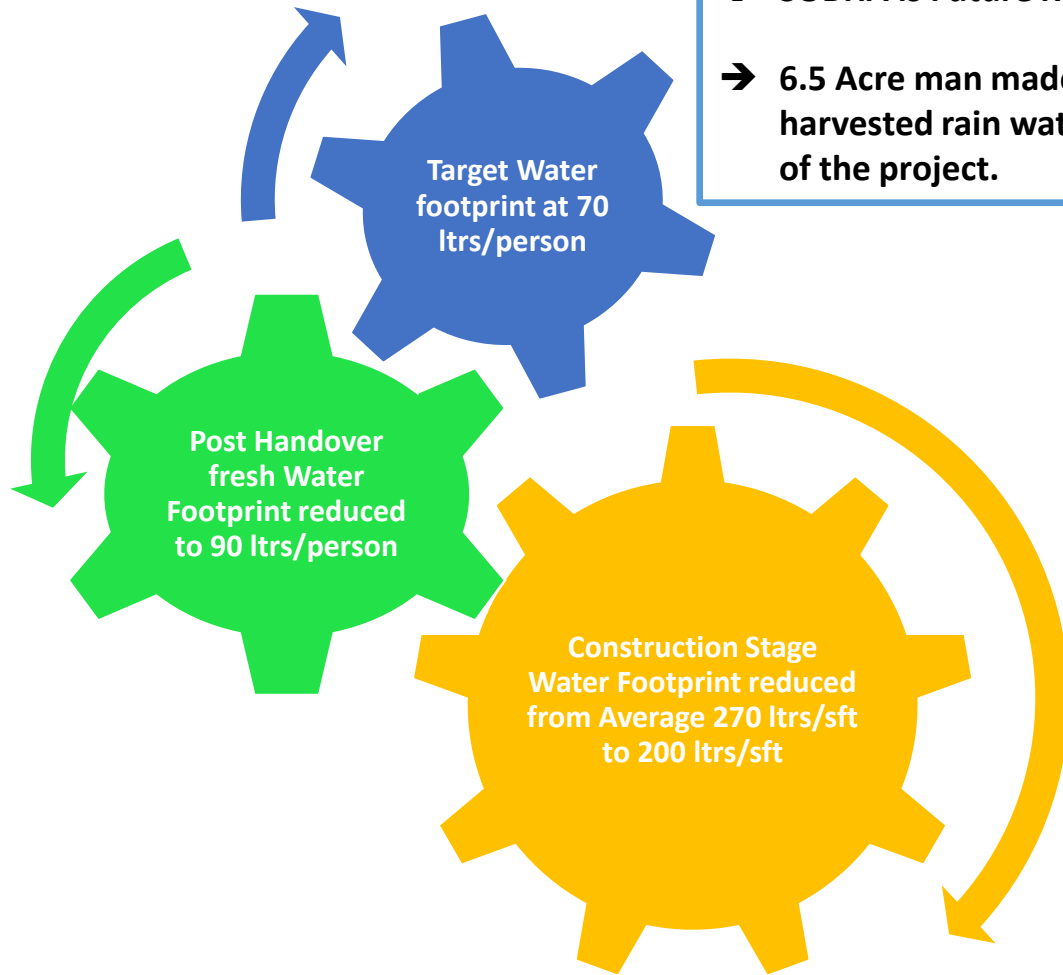 ➔ 6.5 Acre man made
harvested rain wat
of the project.
Target Water
footprint at 70
ltrs/person
Post Handover
fresh Water
Footprint reduced
to 90 ltrs/person
Construction Stage
Water Footprint reduced
from Average 270 ltrs/sft
to 200 ltrs/sft